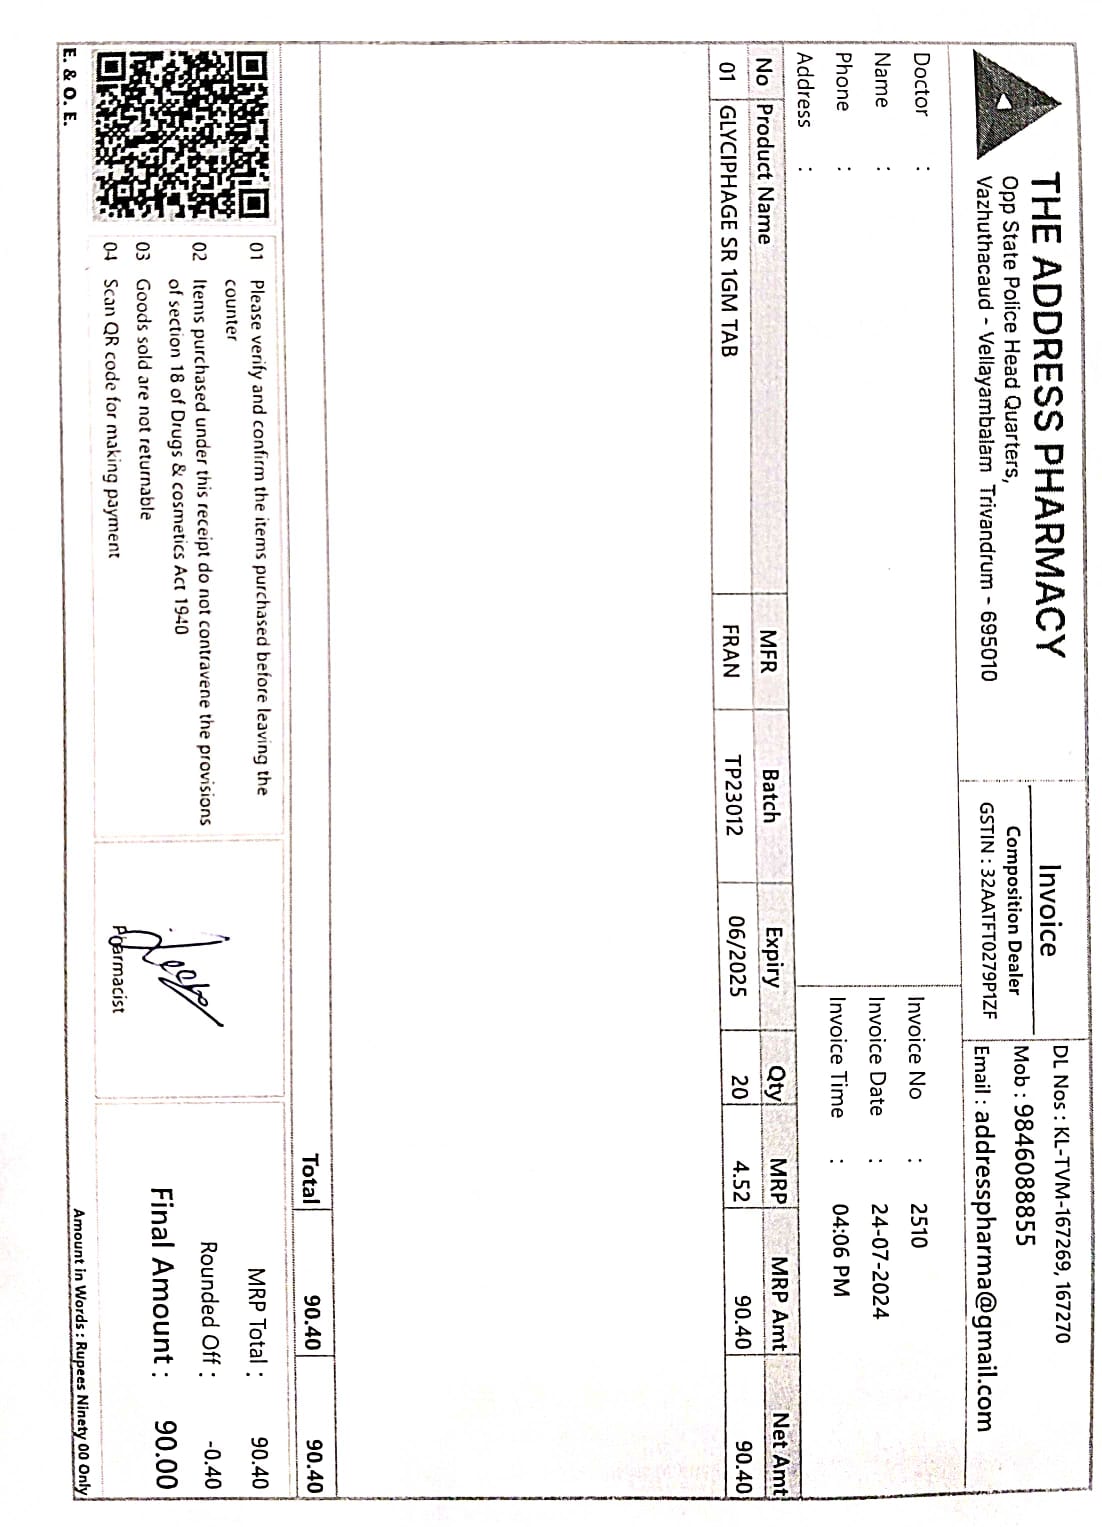 THE ADDRESS PHARMACY
Opp State Police Head Quarters,
Vazhuthacaud - Vellayambalam Trivandrum - 695010
Invoice
Composition Dealer
GSTIN : 32AATFT0279P1ZF
DL Nos : KL-TVM-167269, 167270
Mob : 9846088855
Email : addresspharma@gmail.com
Doctor :
Name :
Phone :
Address :
Invoice No : 2510
Invoice Date : 24-07-2024
Invoice Time : 04:06 PM
No Product Name MFR Batch Expiry Qty MRP MRP Amt Net Amt
01 GLYCIPHAGE SR 1GM TAB FRAN TP23012 06/2025 20 4.52 90.40 90.40
Total 90.40 90.40
01 Please verify and confirm the items purchased before leaving the
counter
02 Items purchased under this receipt do not contravene the provisions
of section 18 of Drugs & cosmetics Act 1940
03 Goods sold are not returnable
04 Scan QR code for making payment
Pharmacist
MRP Total : 90.40
Rounded Off : -0.40
Final Amount : 90.00
E. & O. E.
Amount in Words : Rupees Ninety 00 Only